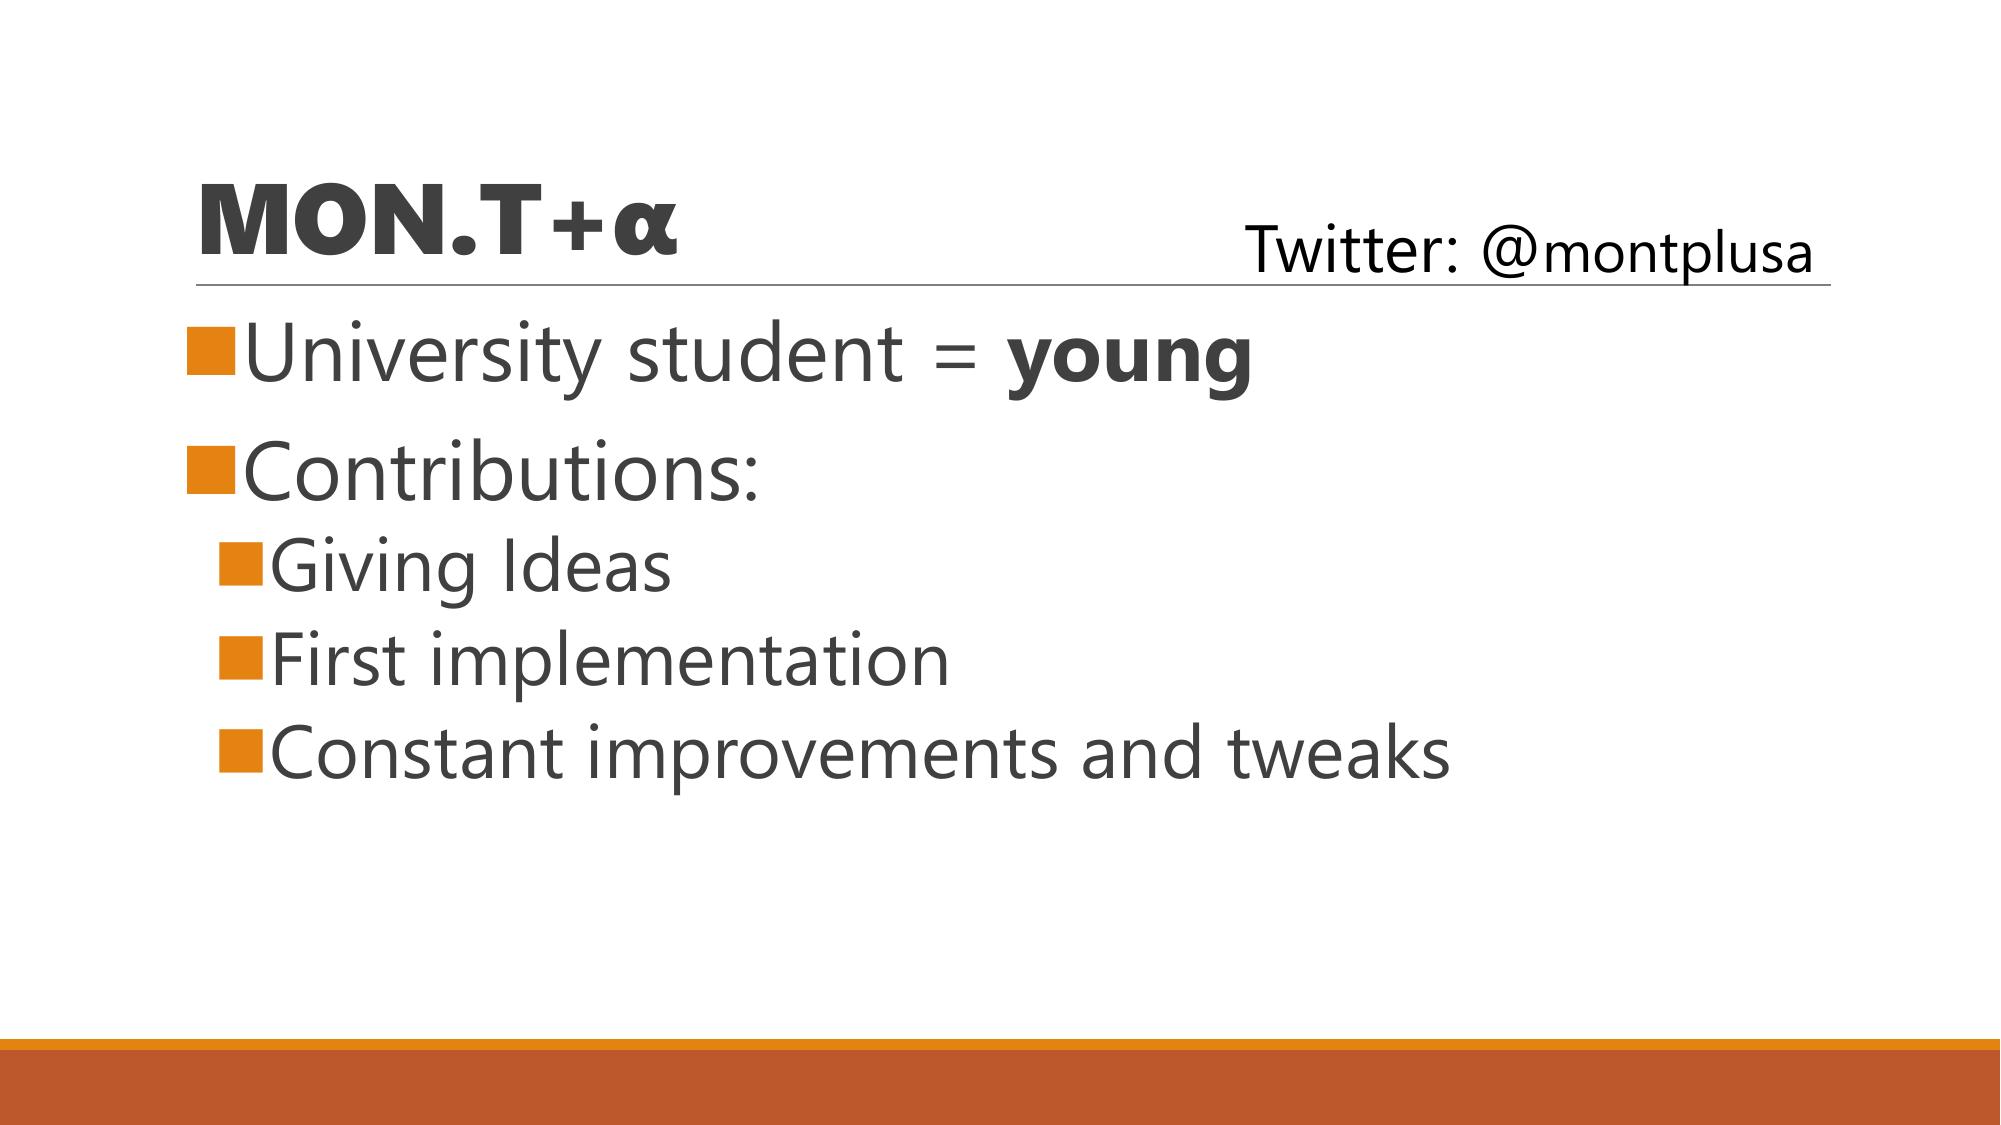 MON.T+α
Twitter: @montplusa
University student = young
Contributions:
Giving Ideas
First implementation
Constant improvements and tweaks